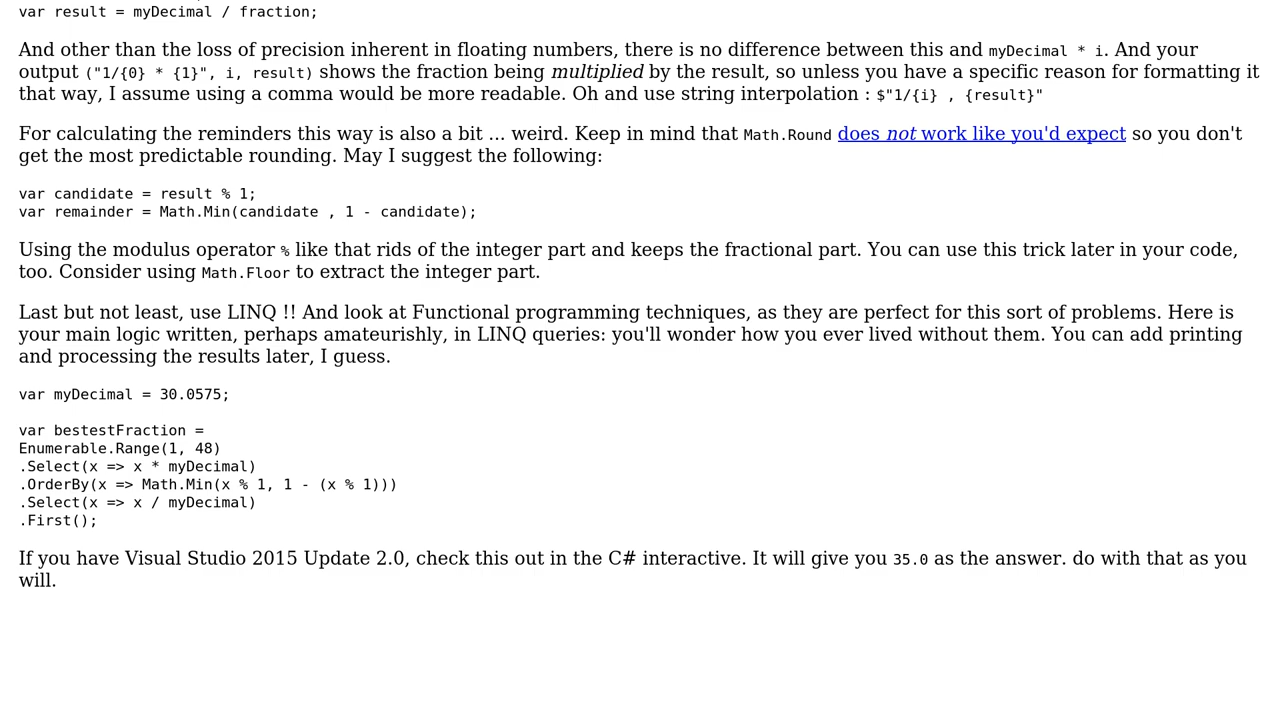 var result = myDecimal / fraction;
And other than the loss of precision inherent in floating numbers, there is no difference between this and myDecimal * i. And your
output ("1/{0} * {1}", i, result) shows the fraction being multiplied by the result, so unless you have a specific reason for formatting it
that way, I assume using a comma would be more readable. Oh and use string interpolation : $"1/{i} , {result}"
For calculating the reminders this way is also a bit ... weird. Keep in mind that Math.Round does not work like you'd expect so you don't
get the most predictable rounding. May I suggest the following:
var candidate = result % 1;
var remainder = Math.Min(candidate , 1 - candidate);
Using the modulus operator % like that rids of the integer part and keeps the fractional part. You can use this trick later in your code,
too. Consider using Math.Floor to extract the integer part.
Last but not least, use LINQ !! And look at Functional programming techniques, as they are perfect for this sort of problems. Here is
your main logic written, perhaps amateurishly, in LINQ queries: you'll wonder how you ever lived without them. You can add printing
and processing the results later, I guess.
var myDecimal = 30.0575;
var bestestFraction =
Enumerable.Range(1, 48)
.Select(x => x * myDecimal)
.OrderBy(x => Math.Min(x % 1, 1 - (x % 1)))
.Select(x => x / myDecimal)
.First();
If you have Visual Studio 2015 Update 2.0, check this out in the C# interactive. It will give you 35.0 as the answer. do with that as you
will.